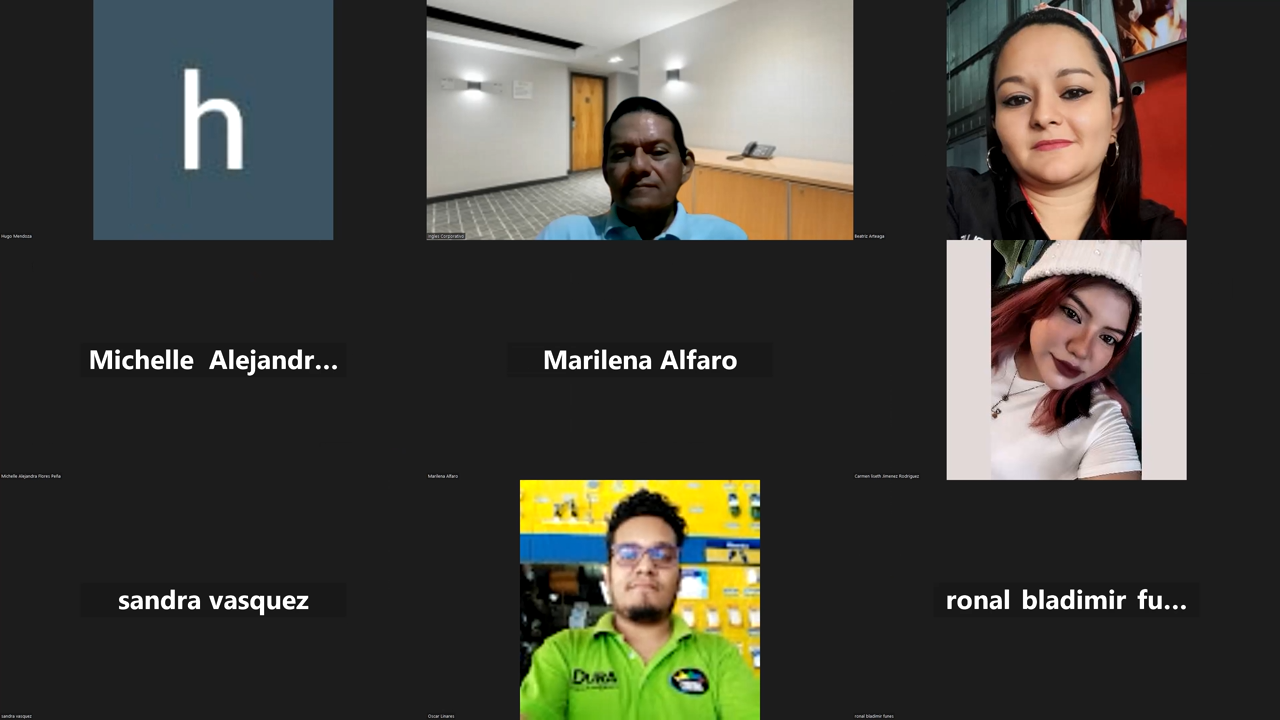 h
Hugo Mendoza
Ingles Corporativo
Beatriz Arteaga
Michelle Alejandr...
Marilena Alfaro
Michelle Alejandra Flores Peña
Marilena Alfaro
Carmen Iveth Jimenez Rodriguez
sandra vasquez
DURA
ronal bladimir fu...
sandra vasquez
Oscar Linares
ronal bladimir funes